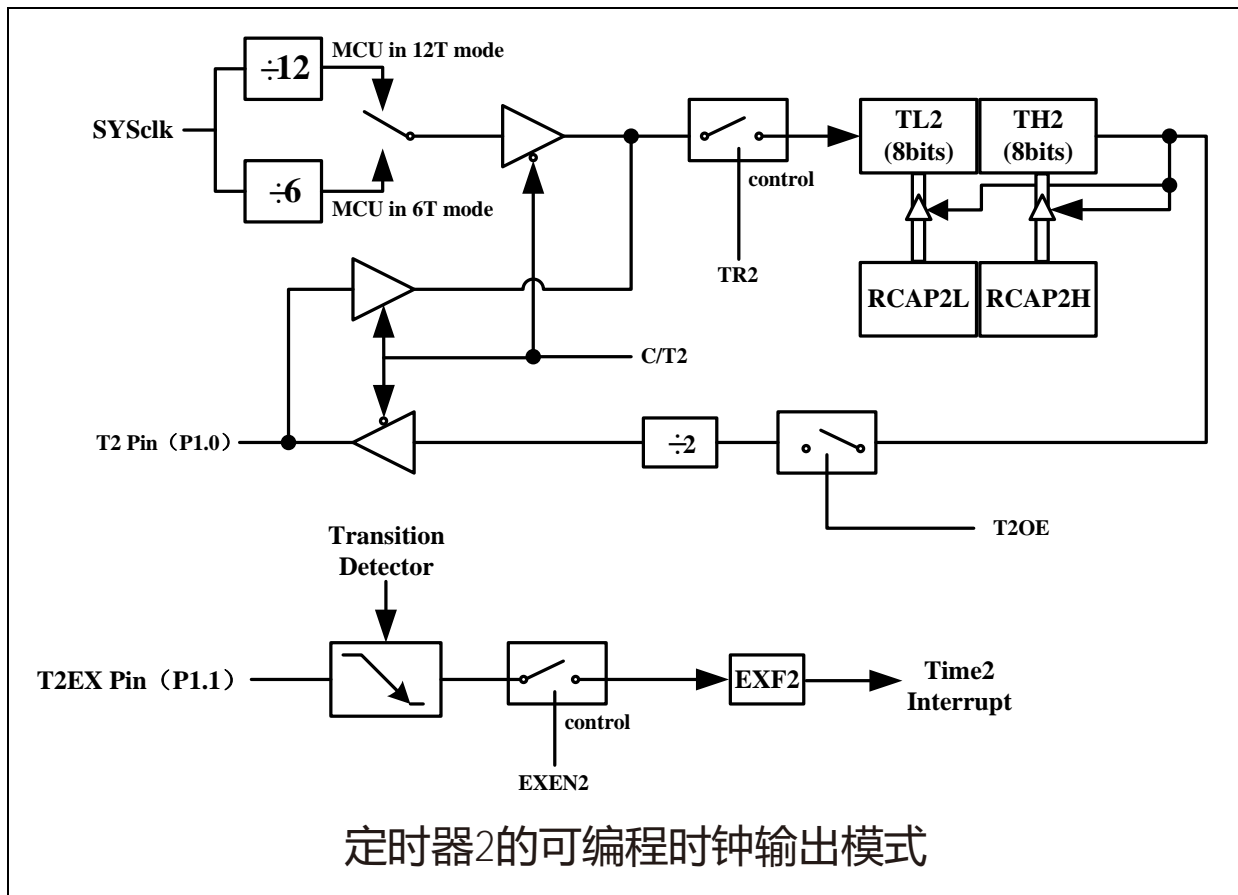 MCU in 12T mode
÷12
SYSclk
÷6
MCU in 6T mode
control
TR2
TL2
(8bits)
TH2
(8bits)
RCAP2L
RCAP2H
C/T2
T2 Pin（P1.0）
÷2
T2OE
Transition
Detector
T2EX Pin（P1.1）
control
EXEN2
EXF2
Time2
Interrupt
定时器2的可编程时钟输出模式